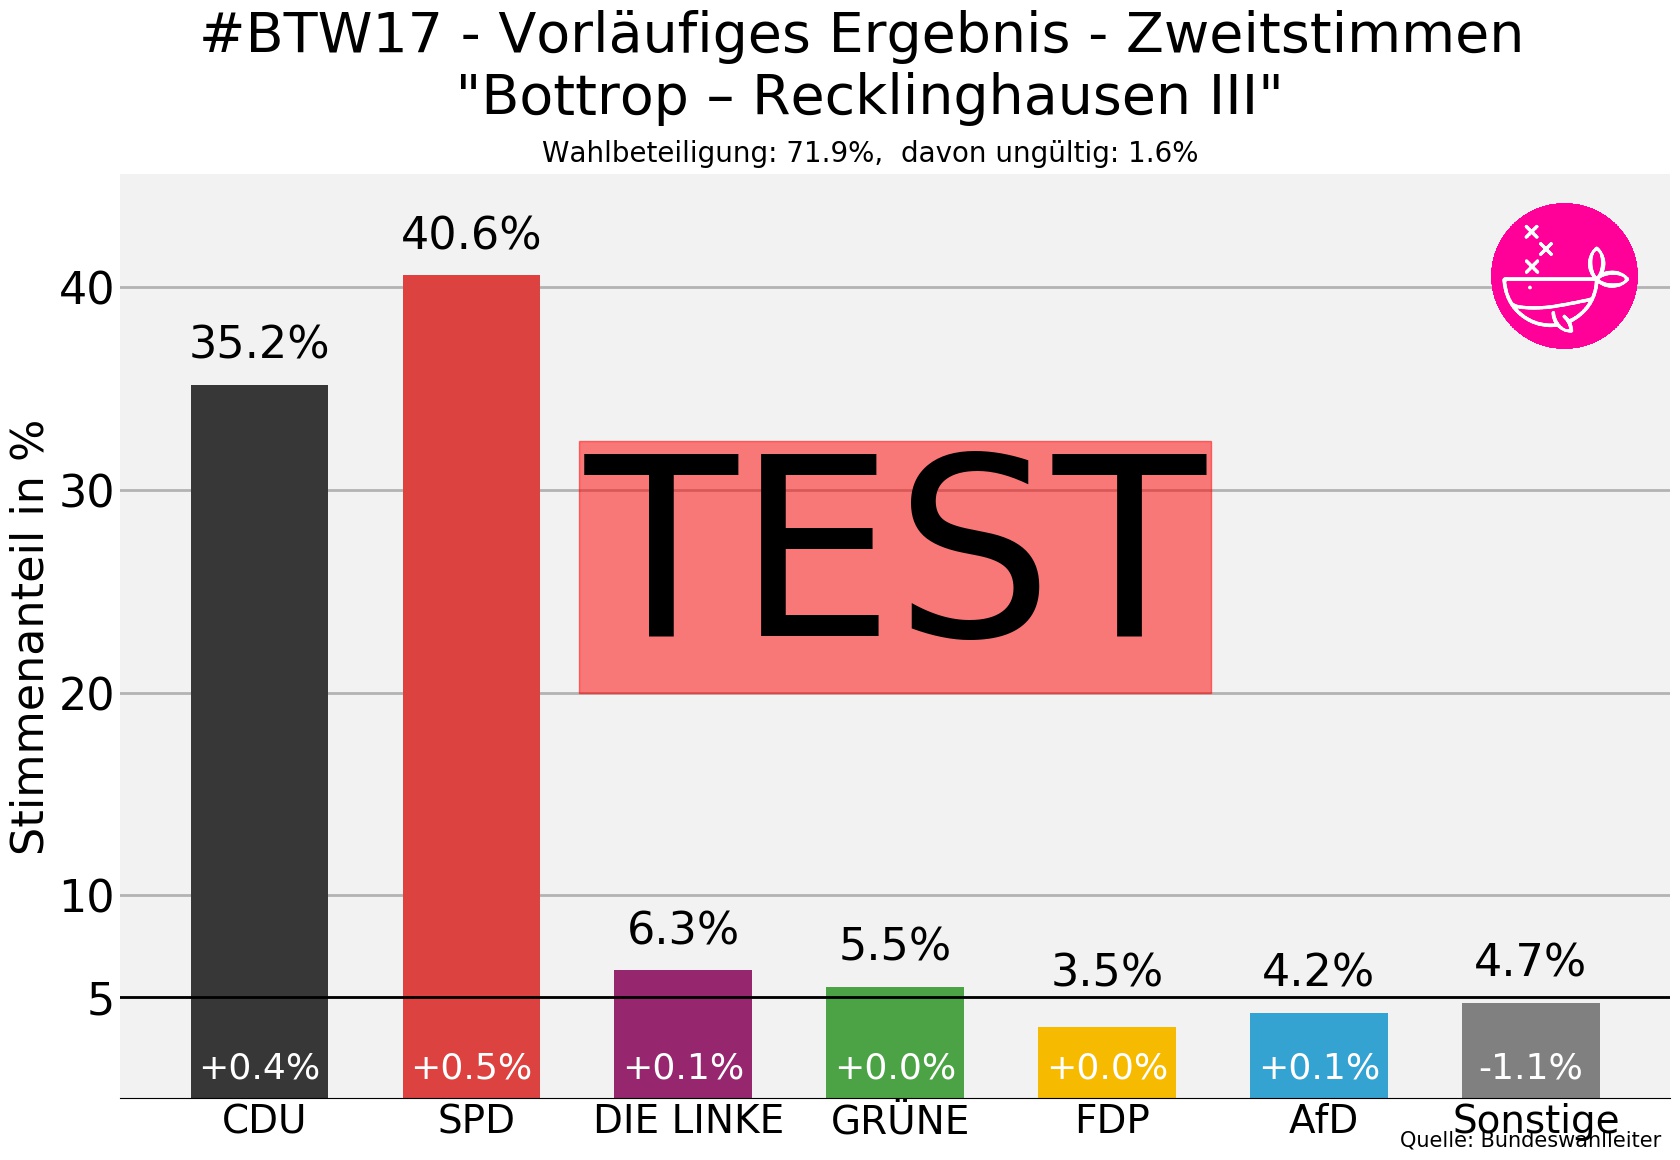 #BTW17 - Vorläufiges Ergebnis - Zweitstimmen
"Bottrop – Recklinghausen III"
Wahlbeteiligung: 71.9%,  davon ungültig: 1.6%
Stimmenanteil in %
40
30
20
10
5
35.2%
40.6%
6.3%
5.5%
3.5%
4.2%
4.7%
TEST
+0.4%
+0.5%
+0.1%
+0.0%
+0.0%
+0.1%
-1.1%
CDU
SPD
DIE LINKE
GRÜNE
FDP
AfD
Sonstige
Quelle: Bundeswahlleiter